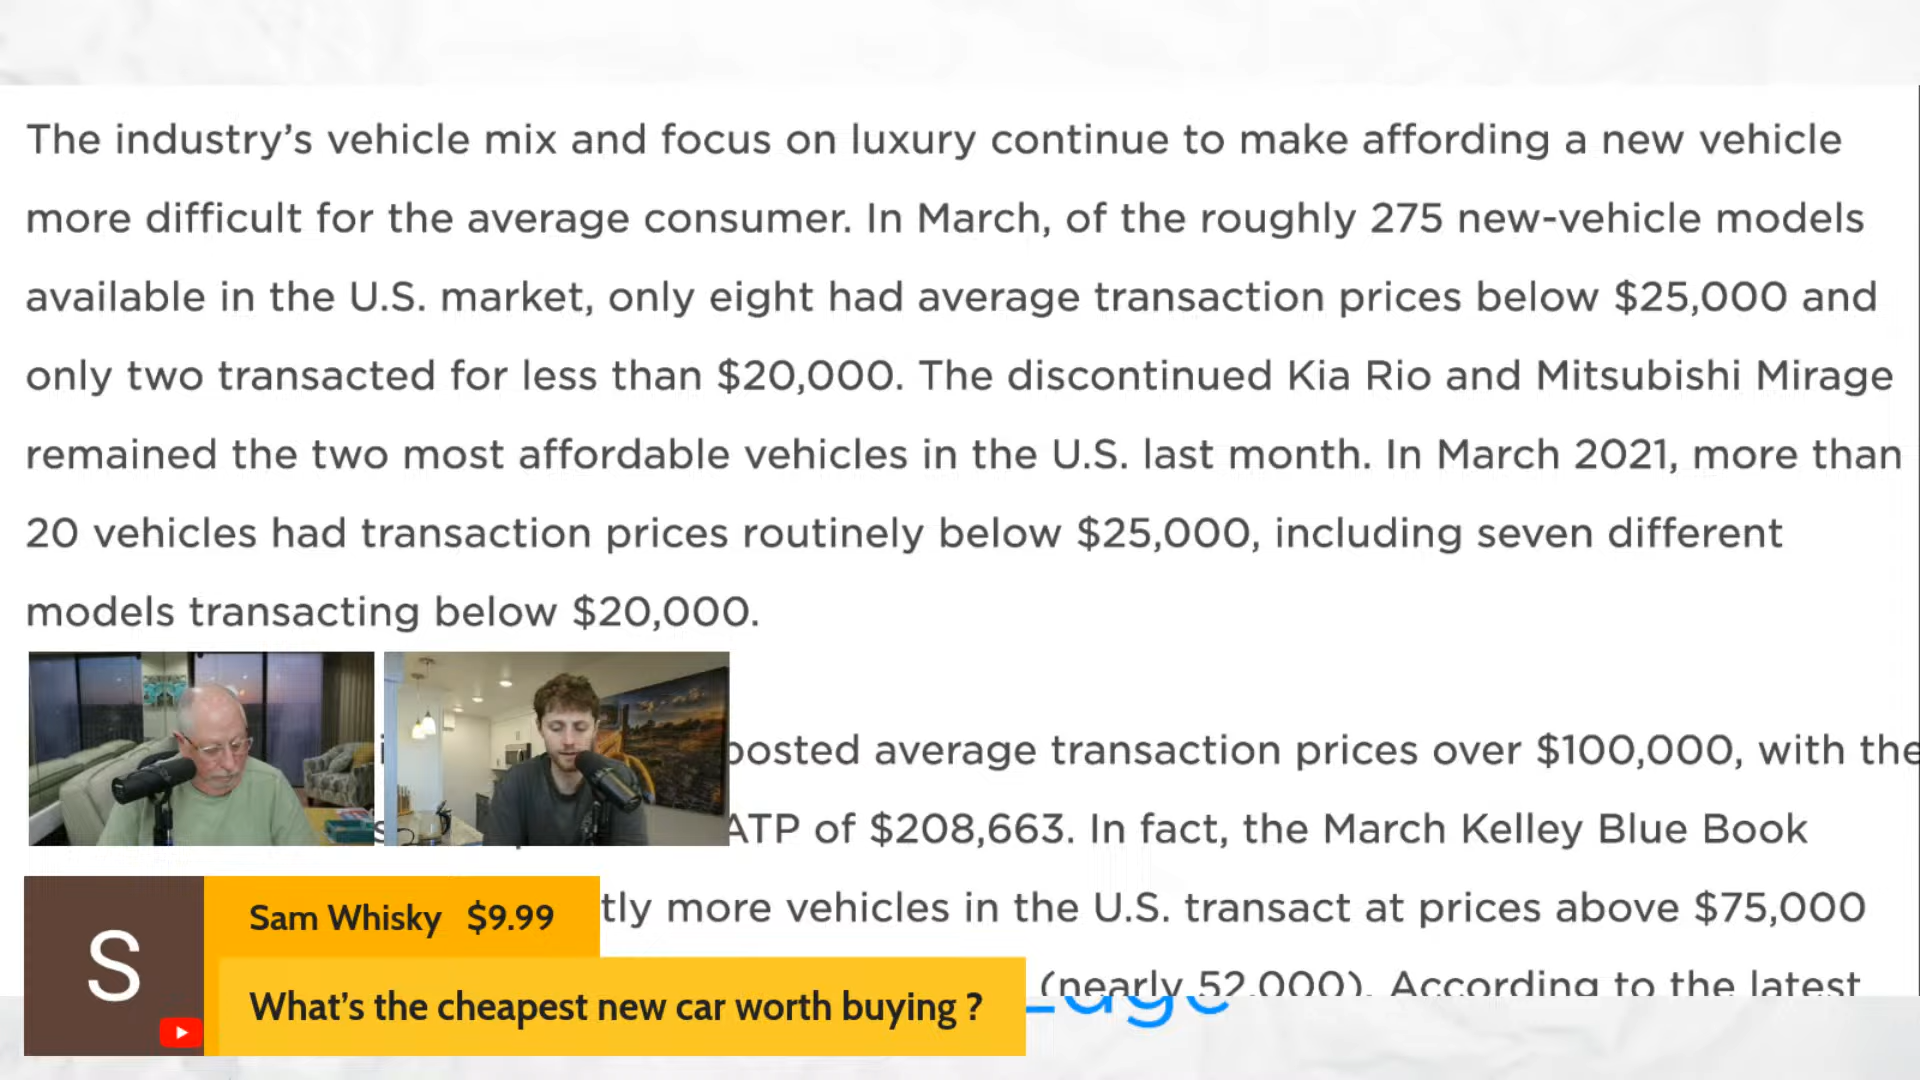 The industry’s vehicle mix and focus on luxury continue to make affording a new vehicle
more difficult for the average consumer. In March, of the roughly 275 new-vehicle models
available in the U.S. market, only eight had average transaction prices below $25,000 and
only two transacted for less than $20,000. The discontinued Kia Rio and Mitsubishi Mirage
remained the two most affordable vehicles in the U.S. last month. In March 2021, more than
20 vehicles had transaction prices routinely below $25,000, including seven different
models transacting below $20,000.
posted average transaction prices over $100,000, with the
ATP of $208,663. In fact, the March Kelley Blue Book
more vehicles in the U.S. transact at prices above $75,000
(nearly 52,000). According to the latest
S
Sam Whisky $9.99
What’s the cheapest new car worth buying ?